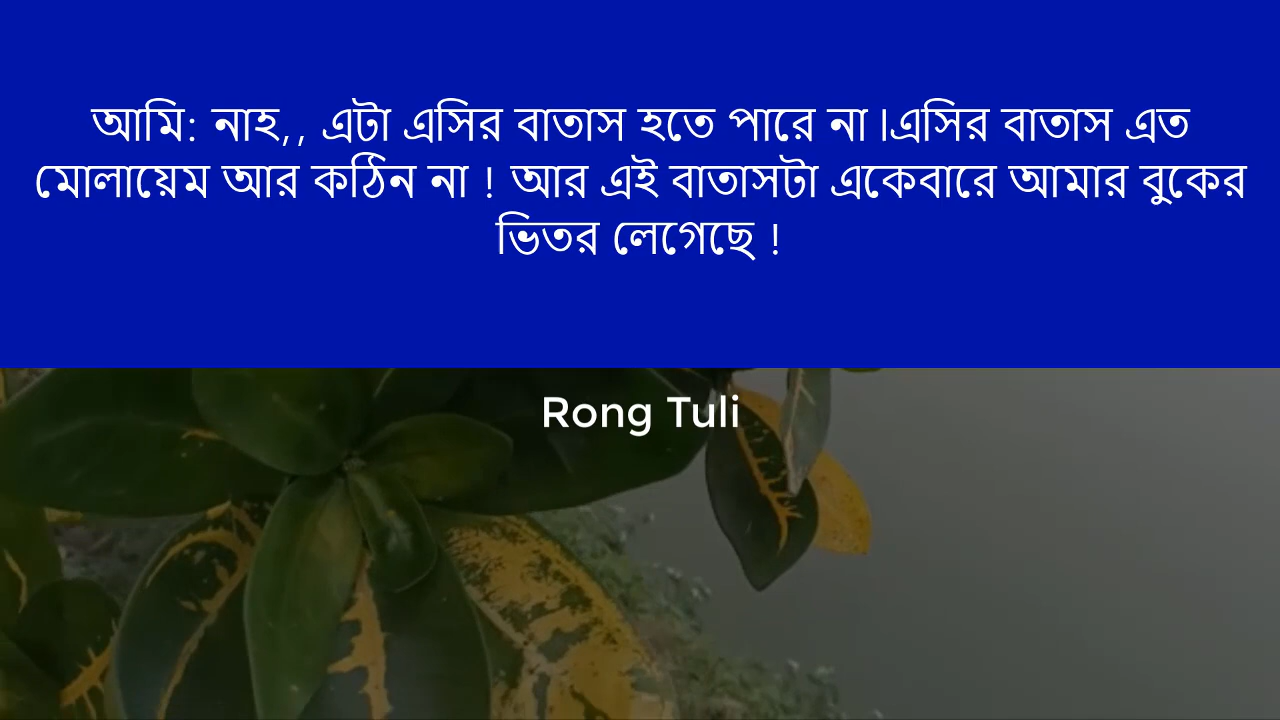 আমি: নাহ,, এটা এসির বাতাস হতে পারে না।এসির বাতাস এত
মোলায়েম আর কঠিন না ! আর এই বাতাসটা একেবারে আমার বুকের
ভিতর লেগেছে !
Rong Tuli